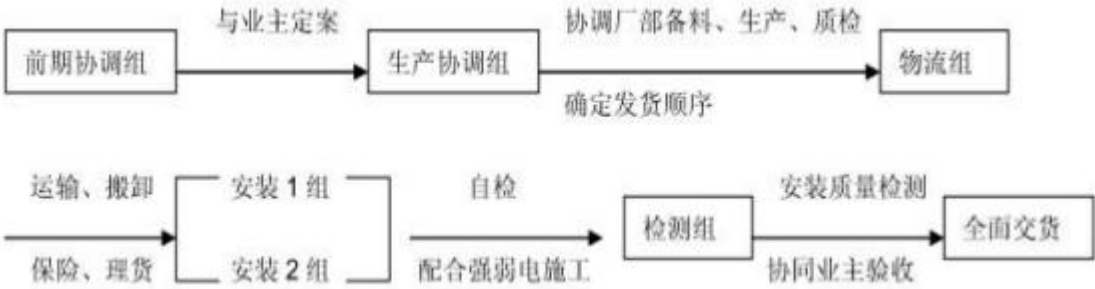 与业主定案
协调厂部备料、生产、质检
前期协调组
生产协调组
物流组
确定发货顺序
运输、搬卸
安装 1 组
自检
安装质量检测
检测组
全面交货
保险、理货
安装 2 组
配合强弱电施工
协同业主验收